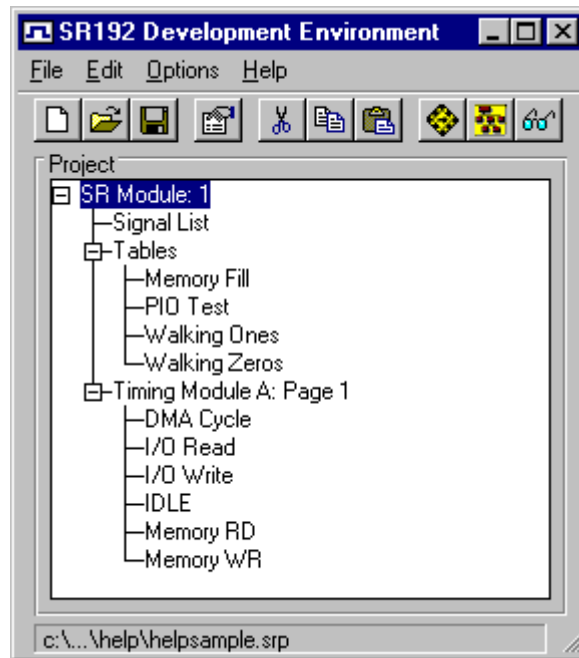 SR192 Development Environment
File Edit Options Help
Project
SR Module: 1
Signal List
Tables
Memory Fill
PIO Test
Walking Ones
Walking Zeros
Timing Module A: Page 1
DMA Cycle
I/O Read
I/O Write
IDLE
Memory RD
Memory WR
c:\...\help\helpsample.srp